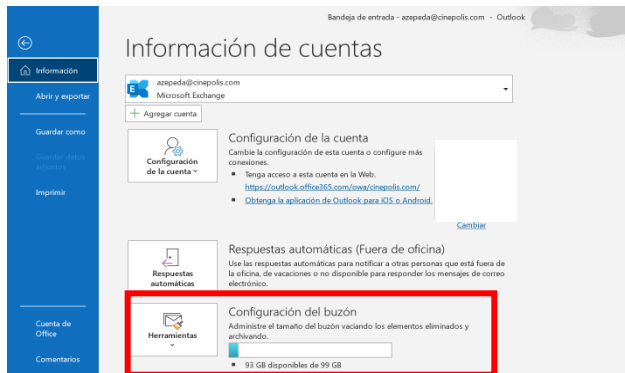 Bandeja de entrada - azepeda@cinepolis.com - Outlook
Información de cuentas
Información
Abrir y exportar
Guardar como
Guardar datos
adjuntos
Imprimir
Cuenta de
Office
Comentarios
azepeda@cinepolis.com
Microsoft Exchange
Agregar cuenta
Configuración
de la cuenta
Configuración de la cuenta
Cambie la configuración de esta cuenta o configure más
conexiones.
Tenga acceso a esta cuenta en la Web.
https://outlook.office365.com/owa/cinepolis.com/
Obtenga la aplicación de Outlook para iOS o Android.
Cambiar
Respuestas
automáticas
Respuestas automáticas (Fuera de oficina)
Use las respuestas automáticas para notificar a otras personas que está fuera de
la oficina, de vacaciones o no disponible para responder los mensajes de correo
electrónico.
Herramientas
Configuración del buzón
Administre el tamaño del buzón vaciando los elementos eliminados y
archivando.
93 GB disponibles de 99 GB